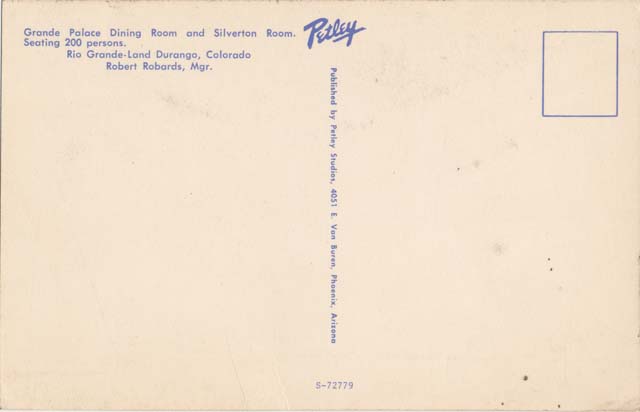 Grande Palace Dining Room and Silverton Room.
Seating 200 persons.
Rio Grande-Land Durango, Colorado
Robert Robards, Mgr.
Petley
Published by Petley Studios, 4051 E. Van Buren, Phoenix, Arizona
S-72779